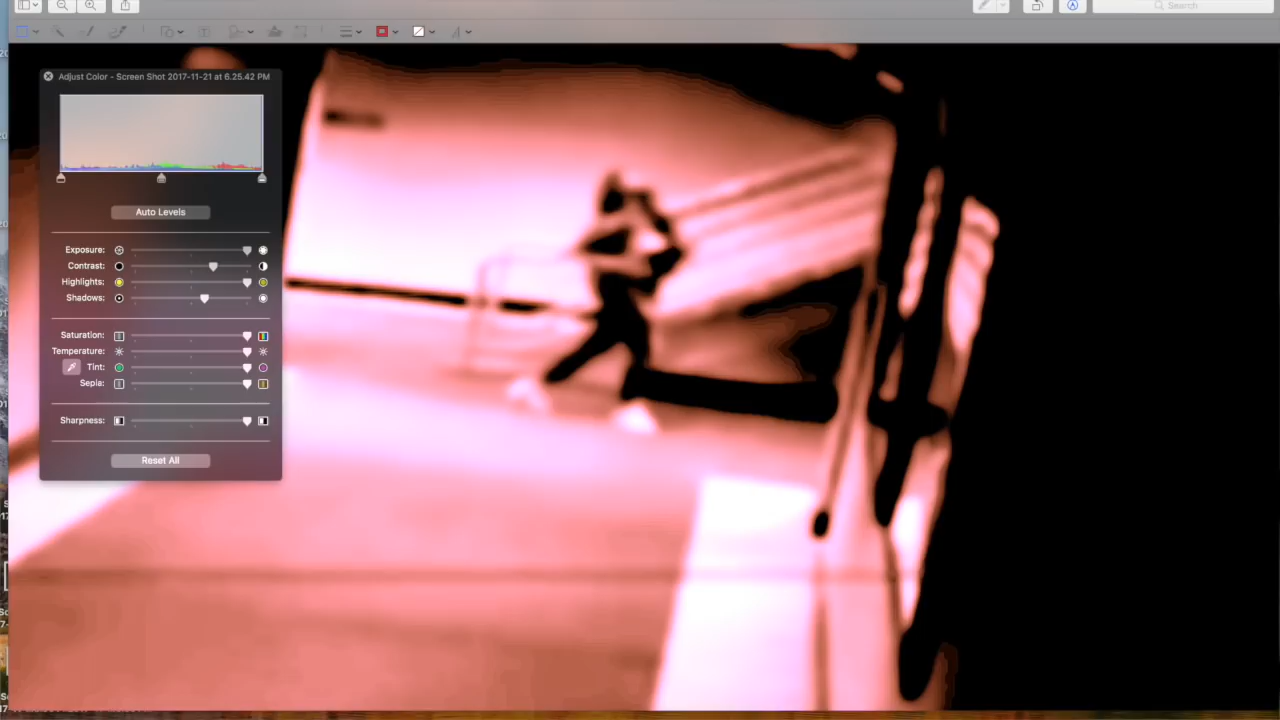 Search
Adjust Color - Screen Shot 2017-11-21 at 6.25.42 PM
Auto Levels
Exposure:
Contrast:
Highlights:
Shadows:
Saturation:
Temperature:
Tint:
Sepia:
Sharpness:
Reset All